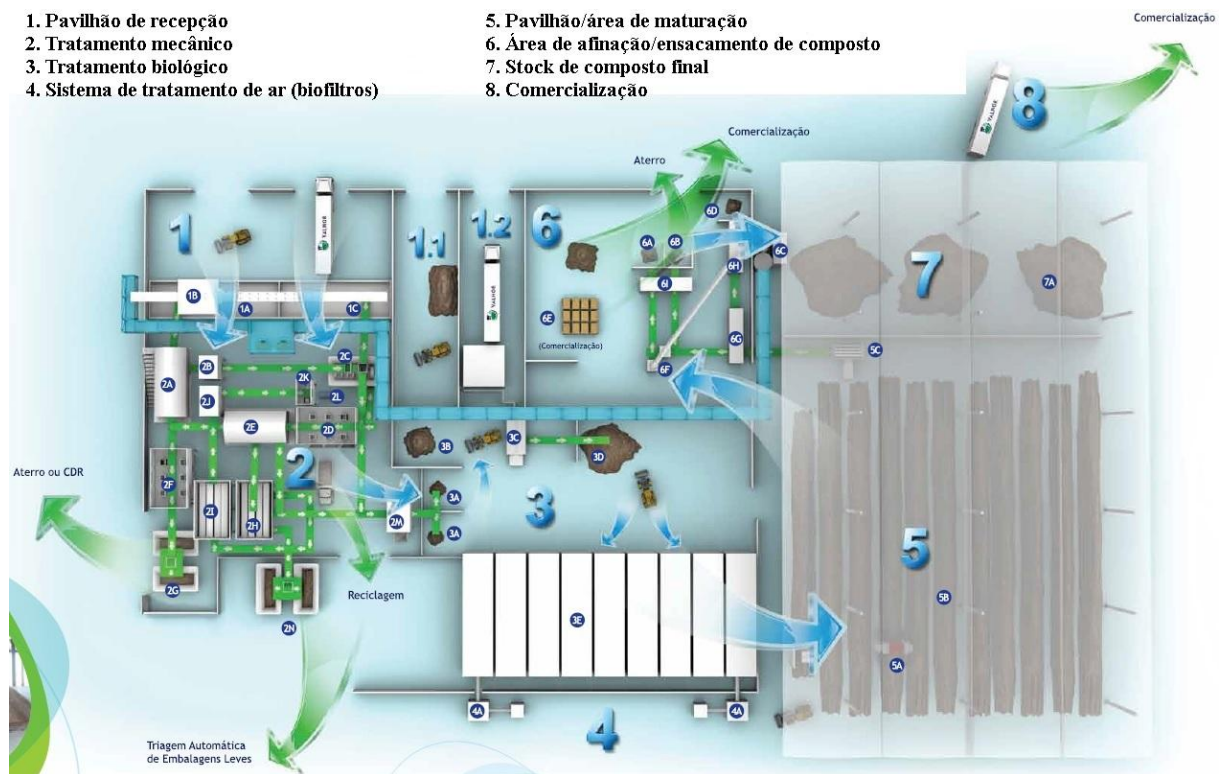 1. Pavilhão de recepção
2. Tratamento mecânico
3. Tratamento biológico
4. Sistema de tratamento de ar (biofiltros)
5. Pavilhão/área de maturação
6. Área de afinação/ensacamento de composto
7. Stock de composto final
8. Comercialização
Comercialização
8
VALNOR
Comercialização
Aterro
1
VALNOR
1.1
1.2
VALNOR
6
6D
6A
6B
6C
6H
6I
7
7A
1B
1A
1C
6E
(Comercialização)
6G
6F
5C
2A
2B
2C
2K
2L
2J
2E
2D
3B
3C
3D
2
2F
2I
2H
2M
3A
3A
3
5
5B
Aterro ou CDR
2G
2N
Reciclagem
3E
5A
4A
4A
4
Triagem Automática
de Embalagens Leves